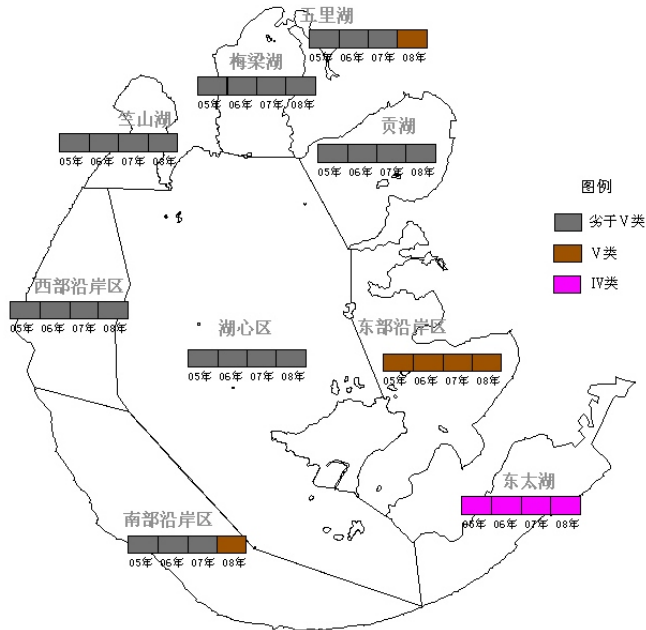 五里湖
05年 06年 07年 08年
梅梁湖
05年 06年 07年 08年
竺山湖
05年 06年 07年 08年
贡湖
05年 06年 07年 08年
图例
劣于Ⅴ类
Ⅴ类
Ⅳ类
西部沿岸区
05年 06年 07年 08年
湖心区
05年 06年 07年 08年
东部沿岸区
05年 06年 07年 08年
东太湖
05年 06年 07年 08年
南部沿岸区
05年 06年 07年 08年